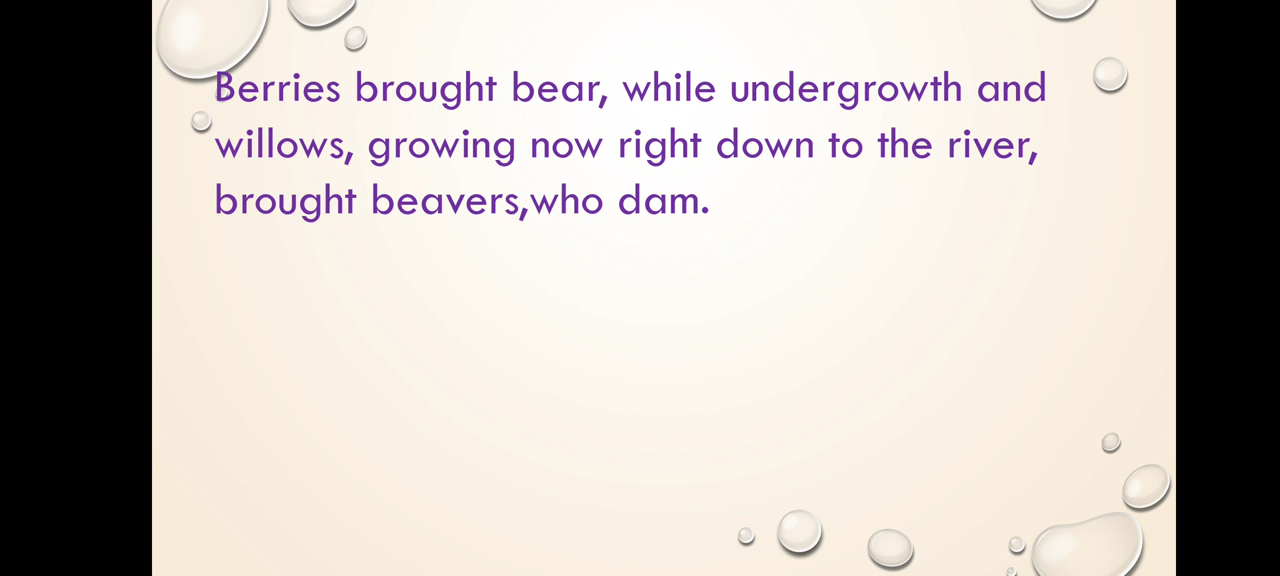 Berries brought bear, while undergrowth and
willows, growing now right down to the river,
brought beavers,who dam.